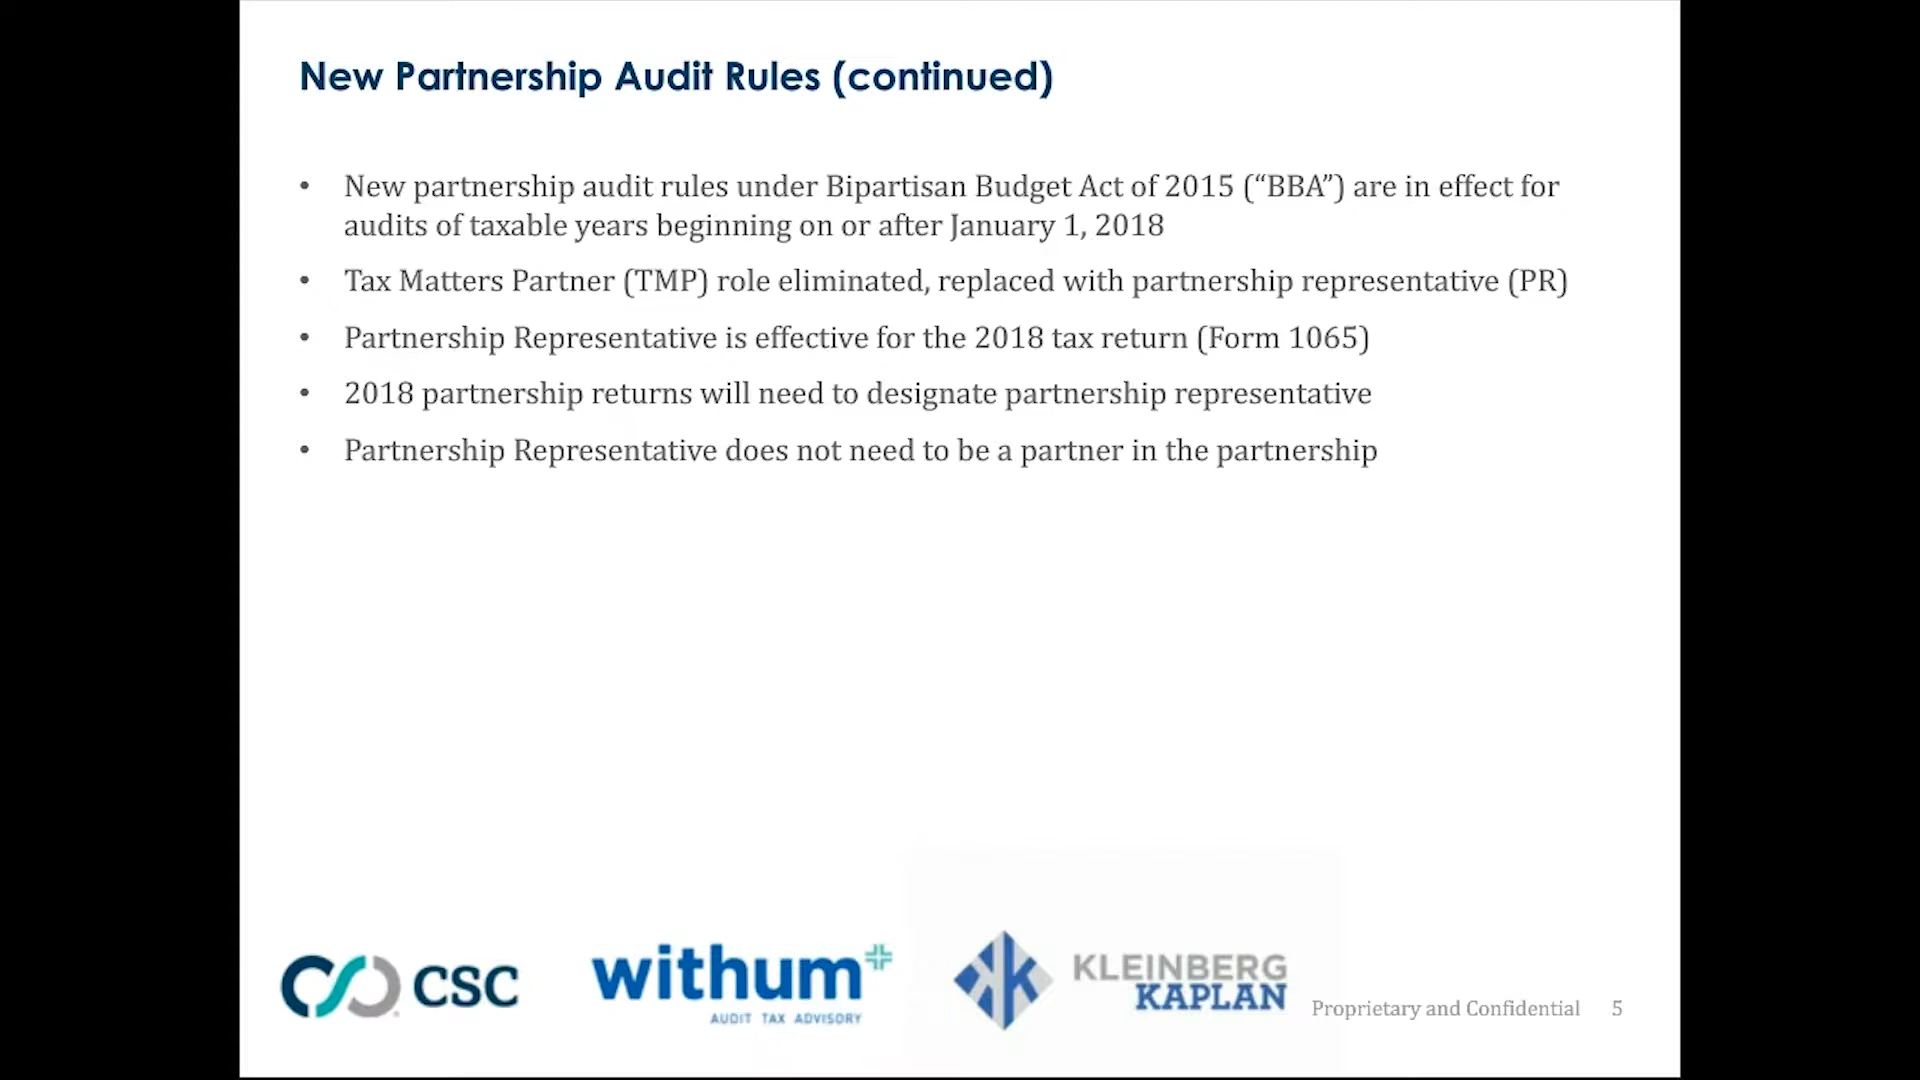 New Partnership Audit Rules (continued)
• New partnership audit rules under Bipartisan Budget Act of 2015 (“BBA”) are in effect for
audits of taxable years beginning on or after January 1, 2018
• Tax Matters Partner (TMP) role eliminated, replaced with partnership representative (PR)
• Partnership Representative is effective for the 2018 tax return (Form 1065)
• 2018 partnership returns will need to designate partnership representative
• Partnership Representative does not need to be a partner in the partnership
CSC
withum
AUDIT TAX ADVISORY
KLEINBERG
KAPLAN
Proprietary and Confidential 5